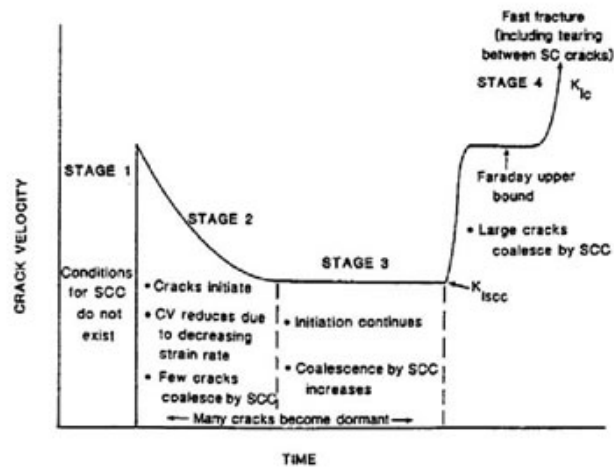 Fast fracture
(including tearing
between SC cracks)
STAGE 4
K Ic
STAGE 1
Faraday upper
bound
STAGE 2
• Large cracks
coalesce by SCC
STAGE 3
K Iscc
CRACK VELOCITY
Conditions
for SCC
do not
exist
• Cracks initiate
• CV reduces due
to decreasing
strain rate
• Few cracks
coalesce by SCC
• Initiation continues
• Coalescence by SCC
increases
Many cracks become dormant
TIME